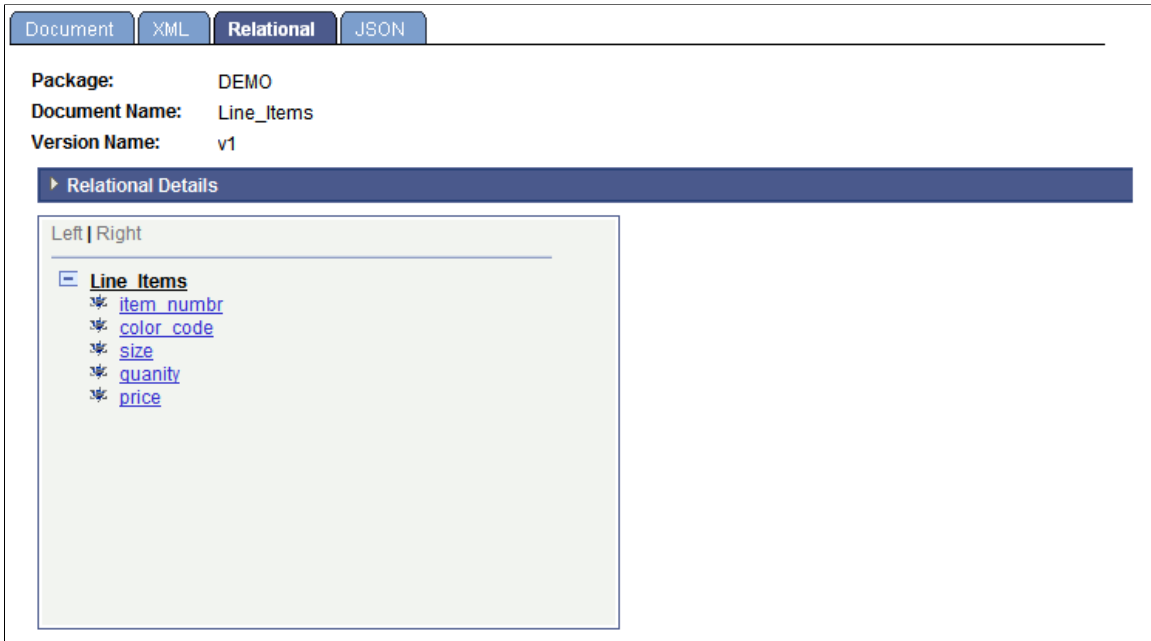 Document XML Relational JSON
Package: DEMO
Document Name: Line_Items
Version Name: v1
Relational Details
Left | Right
Line_Items
item_numbr
color_code
size
quanity
price